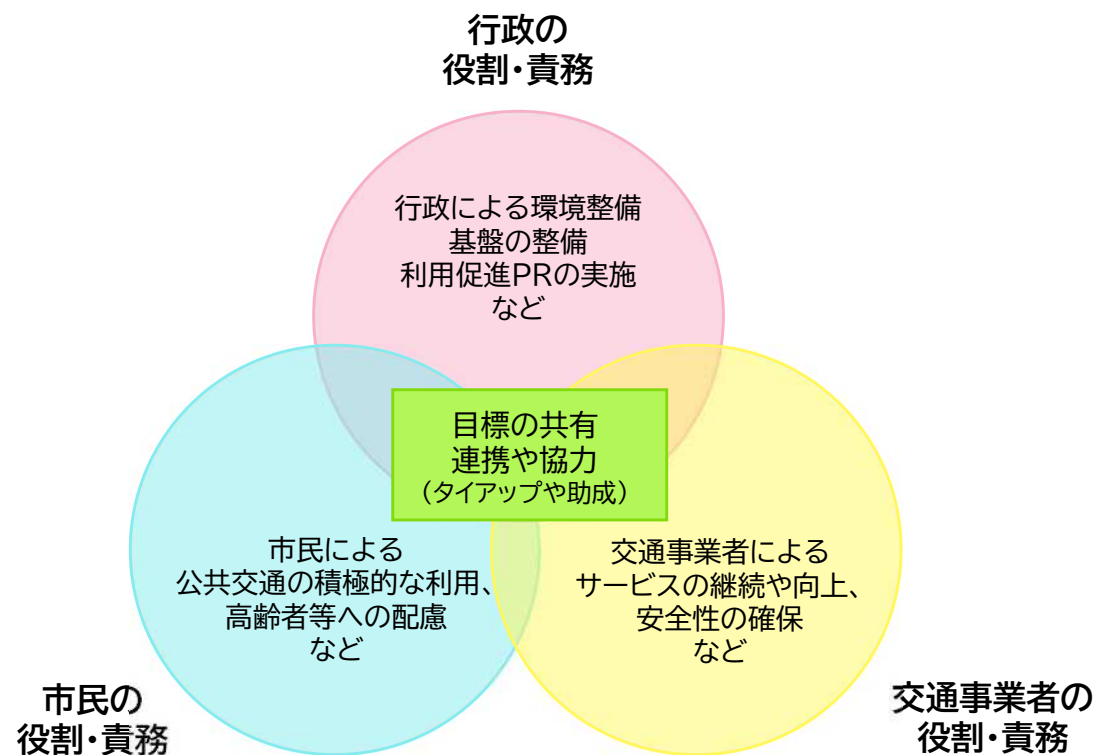 行政の
役割・責務
行政による環境整備
基盤の整備
利用促進PRの実施
など
目標の共有
連携や協力
（タイアップや助成）
市民による
公共交通の積極的な利用、
高齢者等への配慮
など
交通事業者による
サービスの継続や向上、
安全性の確保
など
市民の
役割・責務
交通事業者の
役割・責務